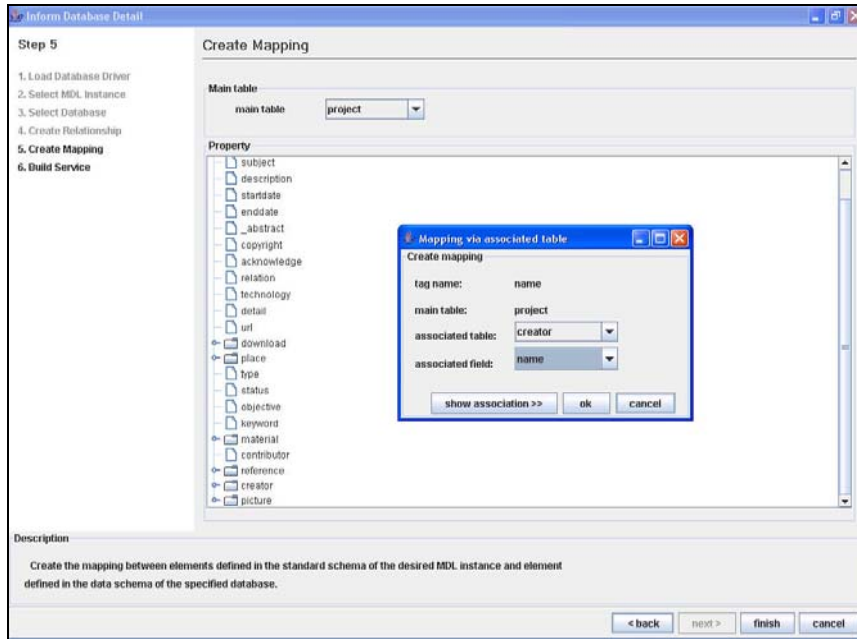 Inform Database Detail
Step 5
1. Load Database Driver
2. Select MDL Instance
3. Select Database
4. Create Relationship
5. Create Mapping
6. Build Service
Create Mapping
Main table
main table project
Property
subject
description
startdate
enddate
_abstract
copyright
acknowledge
relation
technology
detail
url
download
place
type
status
objective
keyword
material
contributor
reference
creator
picture
Mapping via associated table
Create mapping
tag name: name
main table: project
associated table: creator
associated field: name
show association >> ok cancel
Description
Create the mapping between elements defined in the standard schema of the desired MDL instance and element
defined in the data schema of the specified database.
< back next > finish cancel